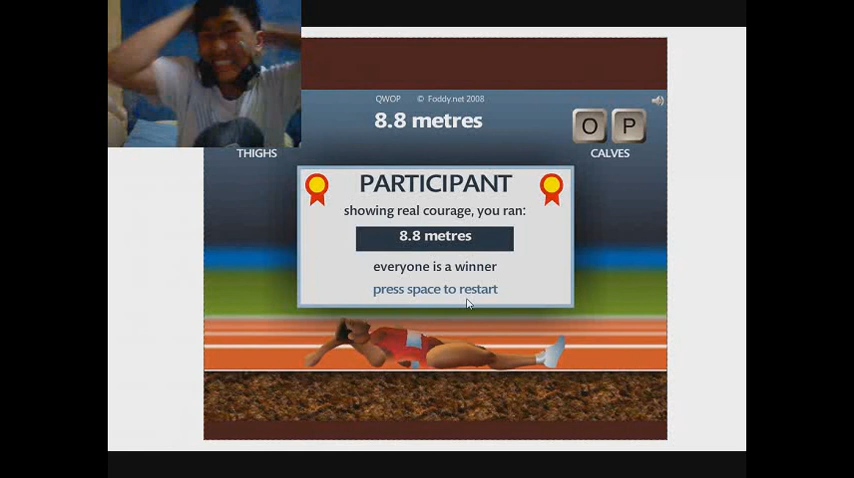 QWOP © Foddy.net 2008
8.8 metres
O P
THIGHS
CALVES
PARTICIPANT
showing real courage, you ran:
8.8 metres
everyone is a winner
press space to restart